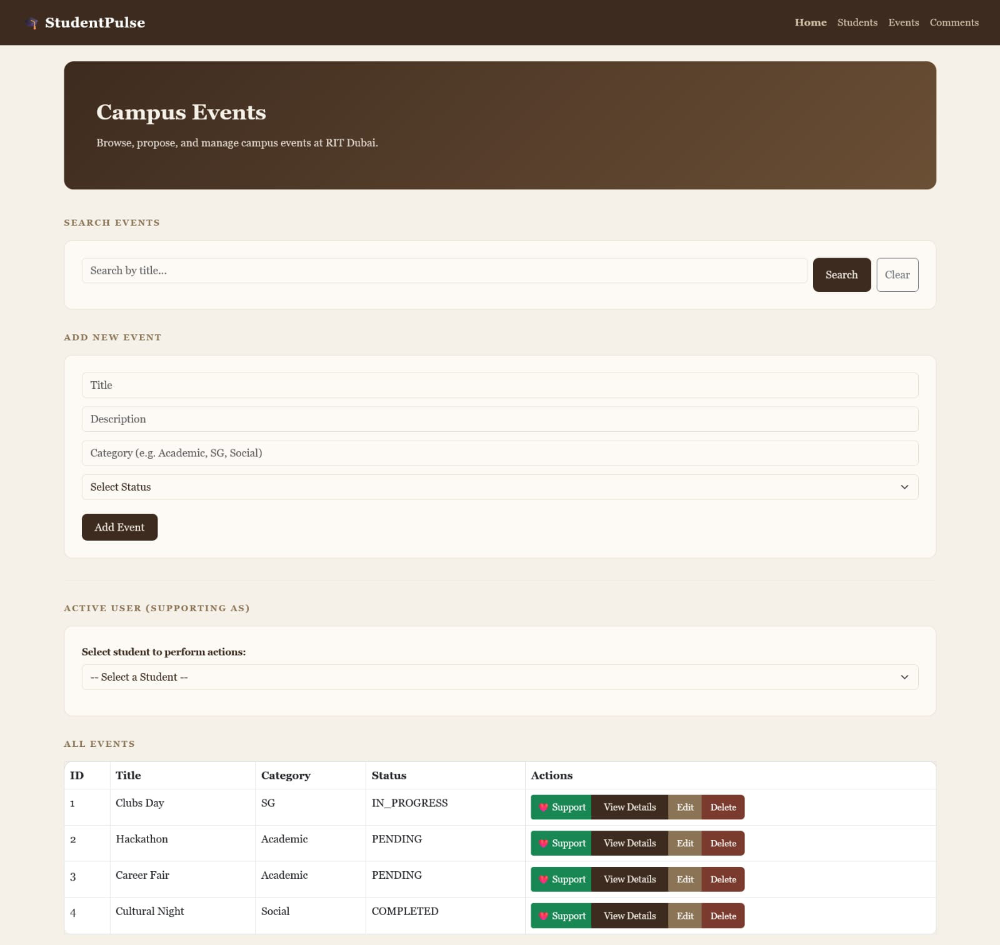 StudentPulse
Home Students Events Comments
Campus Events
Browse, propose, and manage campus events at RIT Dubai.
SEARCH EVENTS
Search by title...
Search
Clear
ADD NEW EVENT
Title
Description
Category (e.g. Academic, SG, Social)
Select Status
Add Event
ACTIVE USER (SUPPORTING AS)
Select student to perform actions:
-- Select a Student --
ALL EVENTS
ID Title Category Status Actions
1 Clubs Day SG IN_PROGRESS Support View Details Edit Delete
2 Hackathon Academic PENDING Support View Details Edit Delete
3 Career Fair Academic PENDING Support View Details Edit Delete
4 Cultural Night Social COMPLETED Support View Details Edit Delete